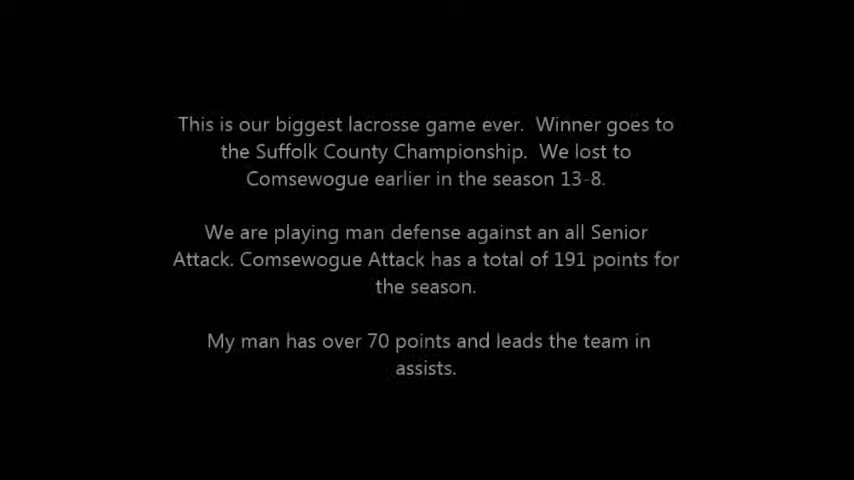 This is our biggest lacrosse game ever. Winner goes to
the Suffolk County Championship. We lost to
Comsewogue earlier in the season 13-8.
We are playing man defense against an all Senior
Attack. Comsewogue Attack has a total of 191 points for
the season.
My man has over 70 points and leads the team in
assists.